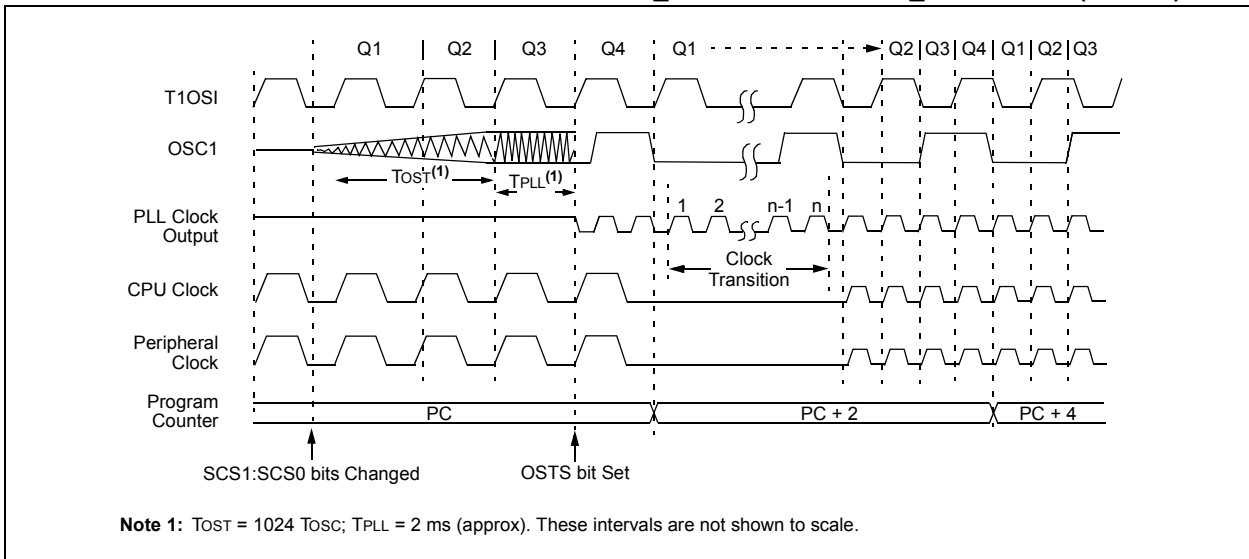 Q1 Q2 Q3 Q4 Q1 Q2 Q3 Q4 Q1 Q2 Q3
T1OSI
OSC1
TOST(1) TPLL(1)
PLL Clock
Output
1 2 n-1 n
Clock
Transition
CPU Clock
Peripheral
Clock
Program
Counter
PC PC + 2 PC + 4
SCS1:SCS0 bits Changed OSTS bit Set
Note 1: TOST = 1024 TOSC; TPLL = 2 ms (approx). These intervals are not shown to scale.